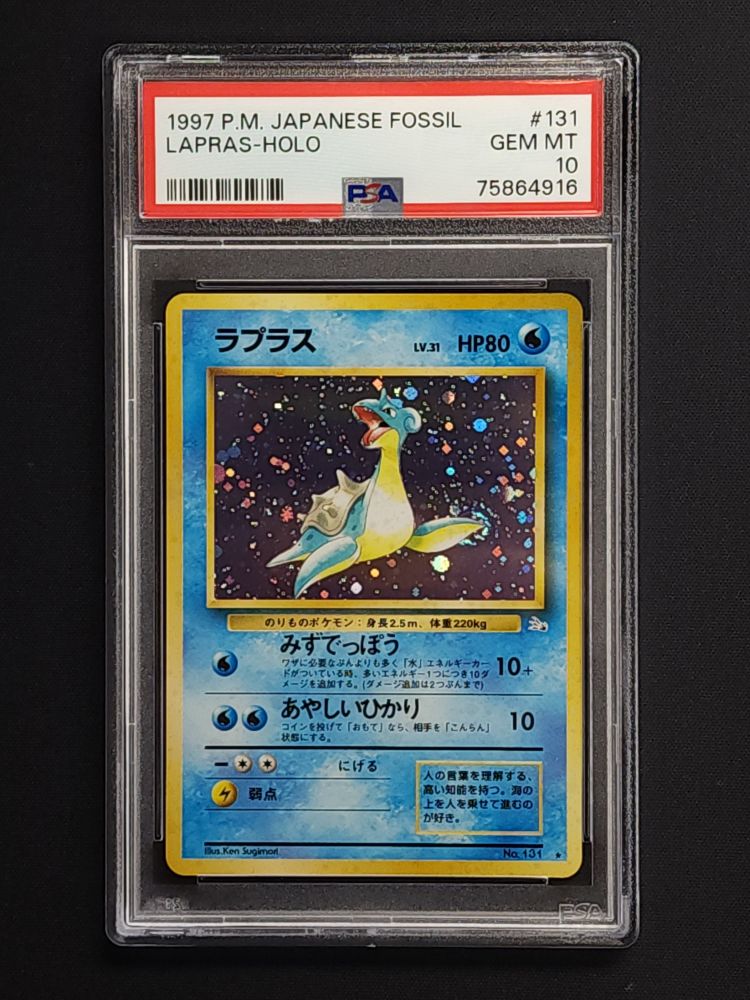 1997 P.M. JAPANESE FOSSIL #131
LAPRAS-HOLO GEM MT
10
PSA 75864916
ラプラス LV.31 HP80
のりものポケモン：身長2.5m、体重220kg
みずでっぽう
ワザに必要なぶんよりも多く「水」エネルギーカー
ドがついている時、多いエネルギー1つにつき10ダ
メージを追加する。(ダメージ追加は2つぶんまで)
10+
あやしいひかり
コインを投げて「おもて」なら、相手を「こんらん」
状態にする。
10
にげる
弱点
人の言葉を理解する、
高い知能を持つ。海の
上を人を乗せて進むの
が好き。
Illus.Ken Sugimori No. 131
PSA